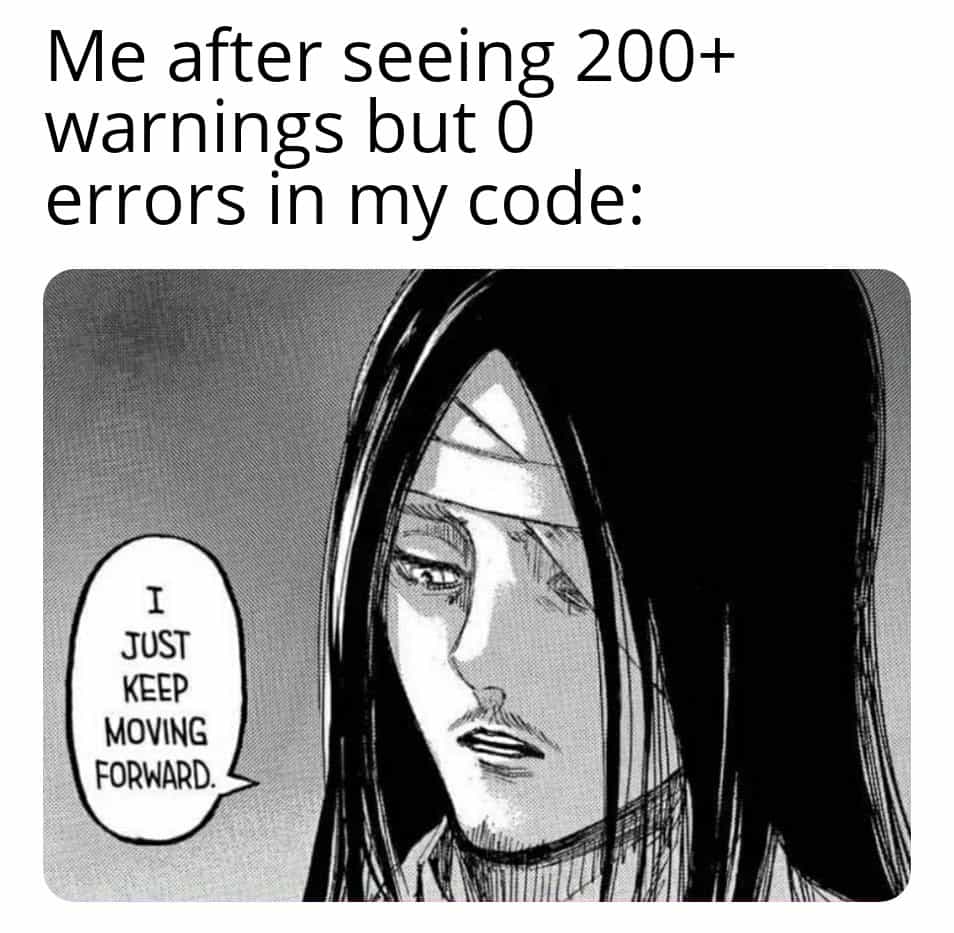 Me after seeing 200+
warnings but 0
errors in my code:
I
JUST
KEEP
MOVING
FORWARD.